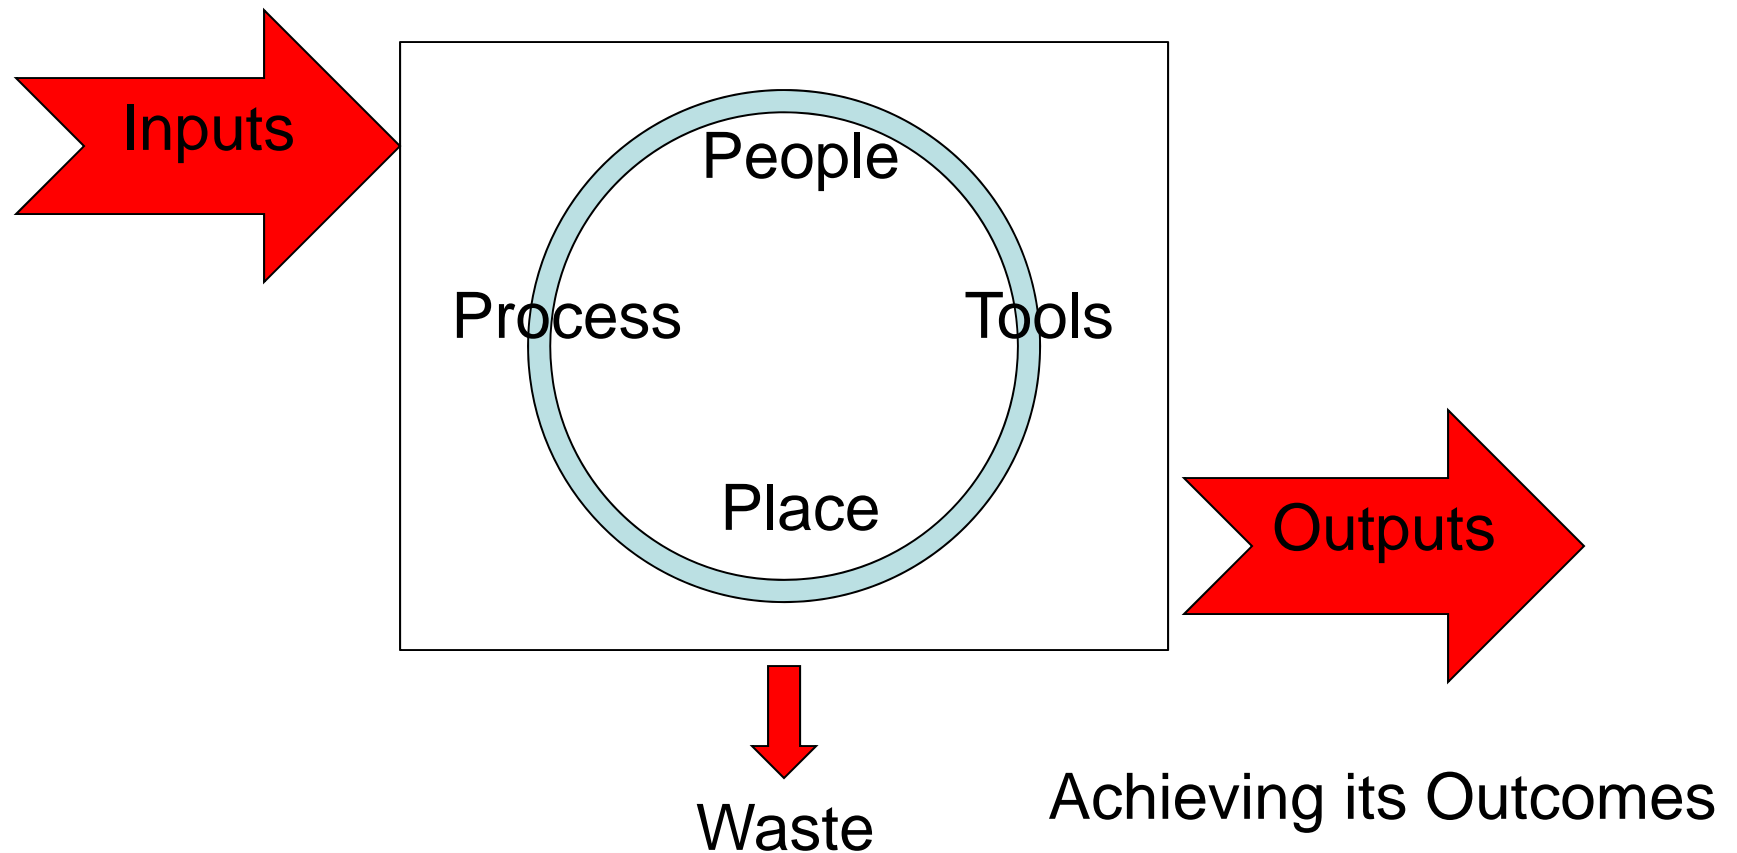 Inputs
People
Process
Tools
Place
Outputs
Waste
Achieving its Outcomes